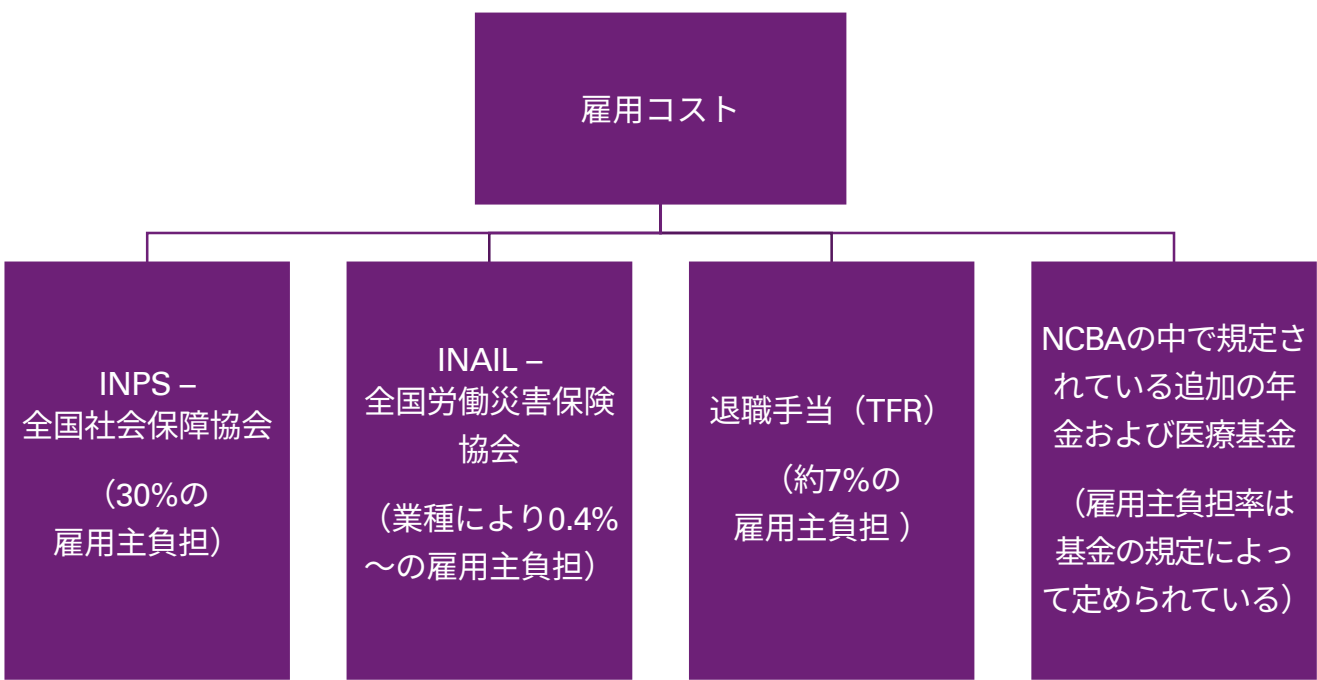 雇用コスト
INPS –
全国社会保障協会
（30%の
雇用主負担）
INAIL –
全国労働災害保険
協会
（業種により0.4%
～の雇用主負担）
退職手当（TFR）
（約7%の
雇用主負担 ）
NCBAの中で規定さ
れている追加の年
金および医療基金
（雇用主負担率は
基金の規定によっ
て定められている）